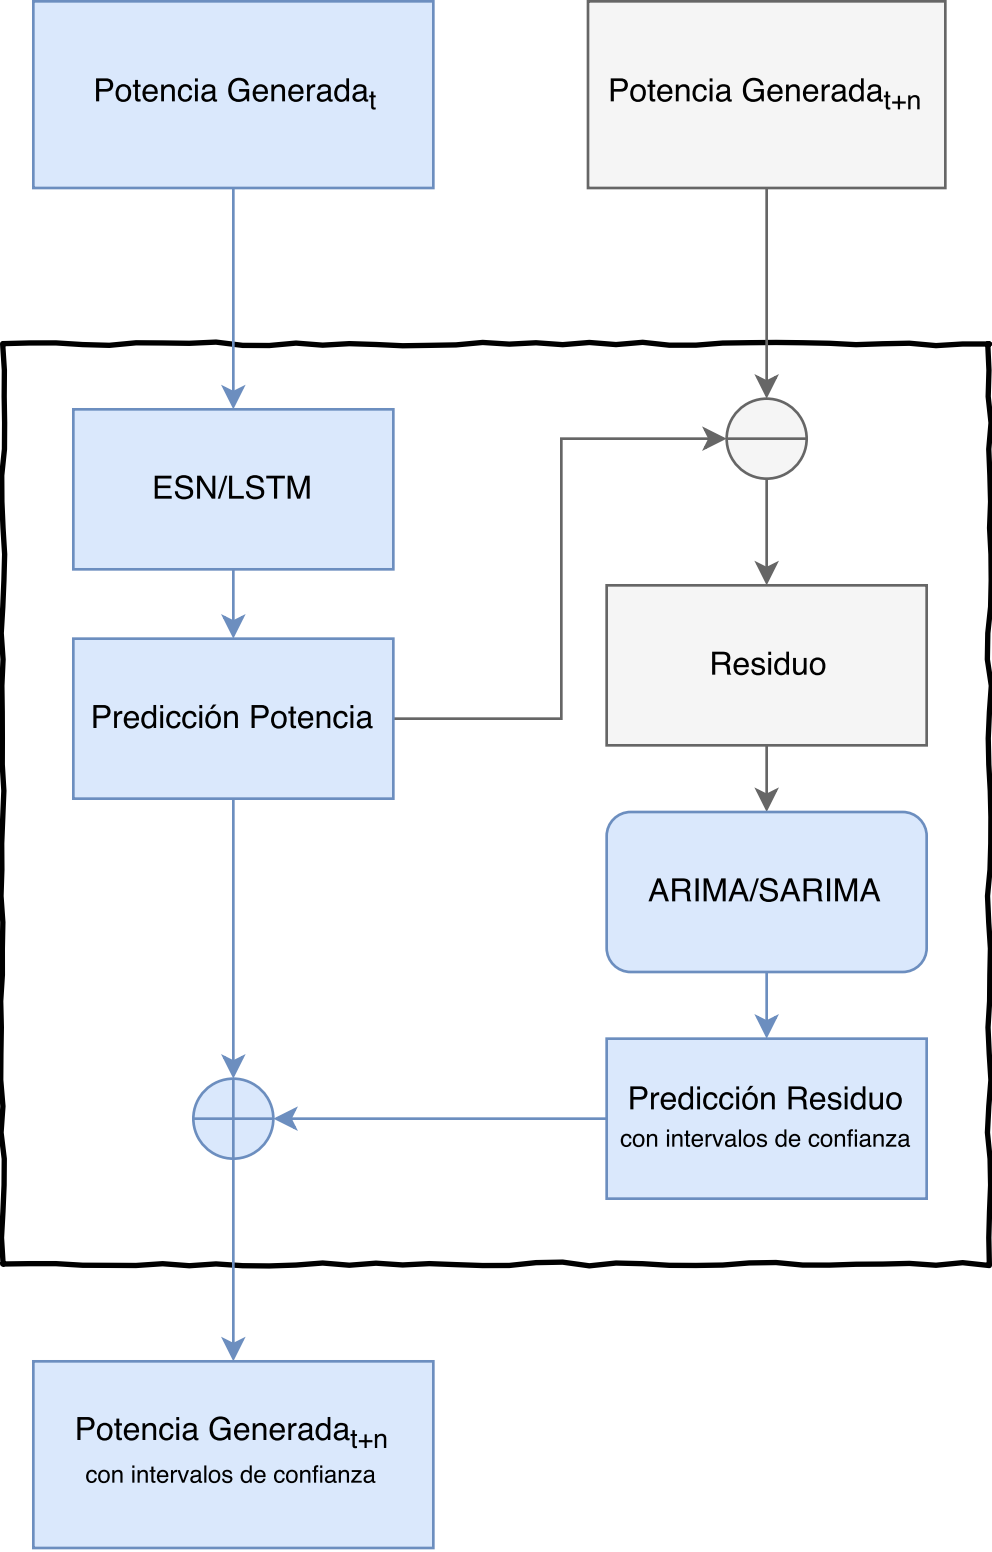 Potencia Generadat
Potencia Generadat+n
ESN/LSTM
Predicción Potencia
Residuo
ARIMA/SARIMA
Predicción Residuo
con intervalos de confianza
Potencia Generadat+n
con intervalos de confianza